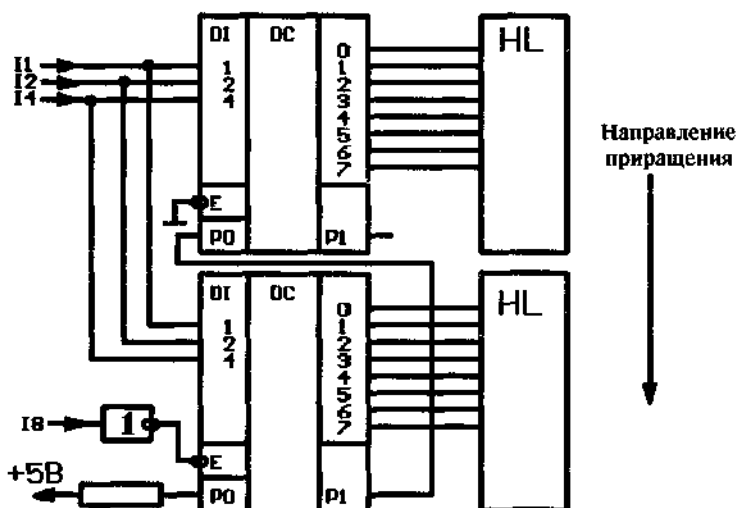 DI DC HL
0
I1 1 1
I2 2 2
I4 4 3
4
5
6
7
Направление
приращения
E
P0 P1
DI DC HL
0
1 1
2 2
4 3
4
5
6
7
I8 1
E
+5В
P0 P1